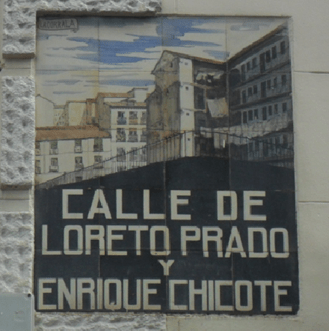 CALLE DE
LORETO PRADO
Y
ENRIQUE CHICOTE